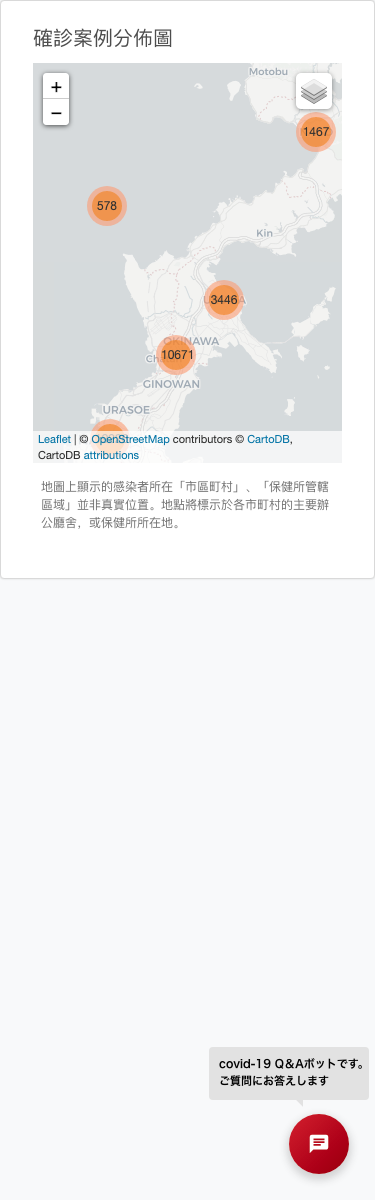 確診案例分佈圖
Motobu
+
−
1467
578
Kin
3446
OKINAWA
10671
GINOWAN
URASOE
Leaflet | © OpenStreetMap contributors © CartoDB,
CartoDB attributions
地圖上顯示的感染者所在「市區町村」、「保健所管轄
區域」並非真實位置。地點將標示於各市町村的主要辦
公廳舍，或保健所所在地。
covid-19 Q&Aボットです。
ご質問にお答えします